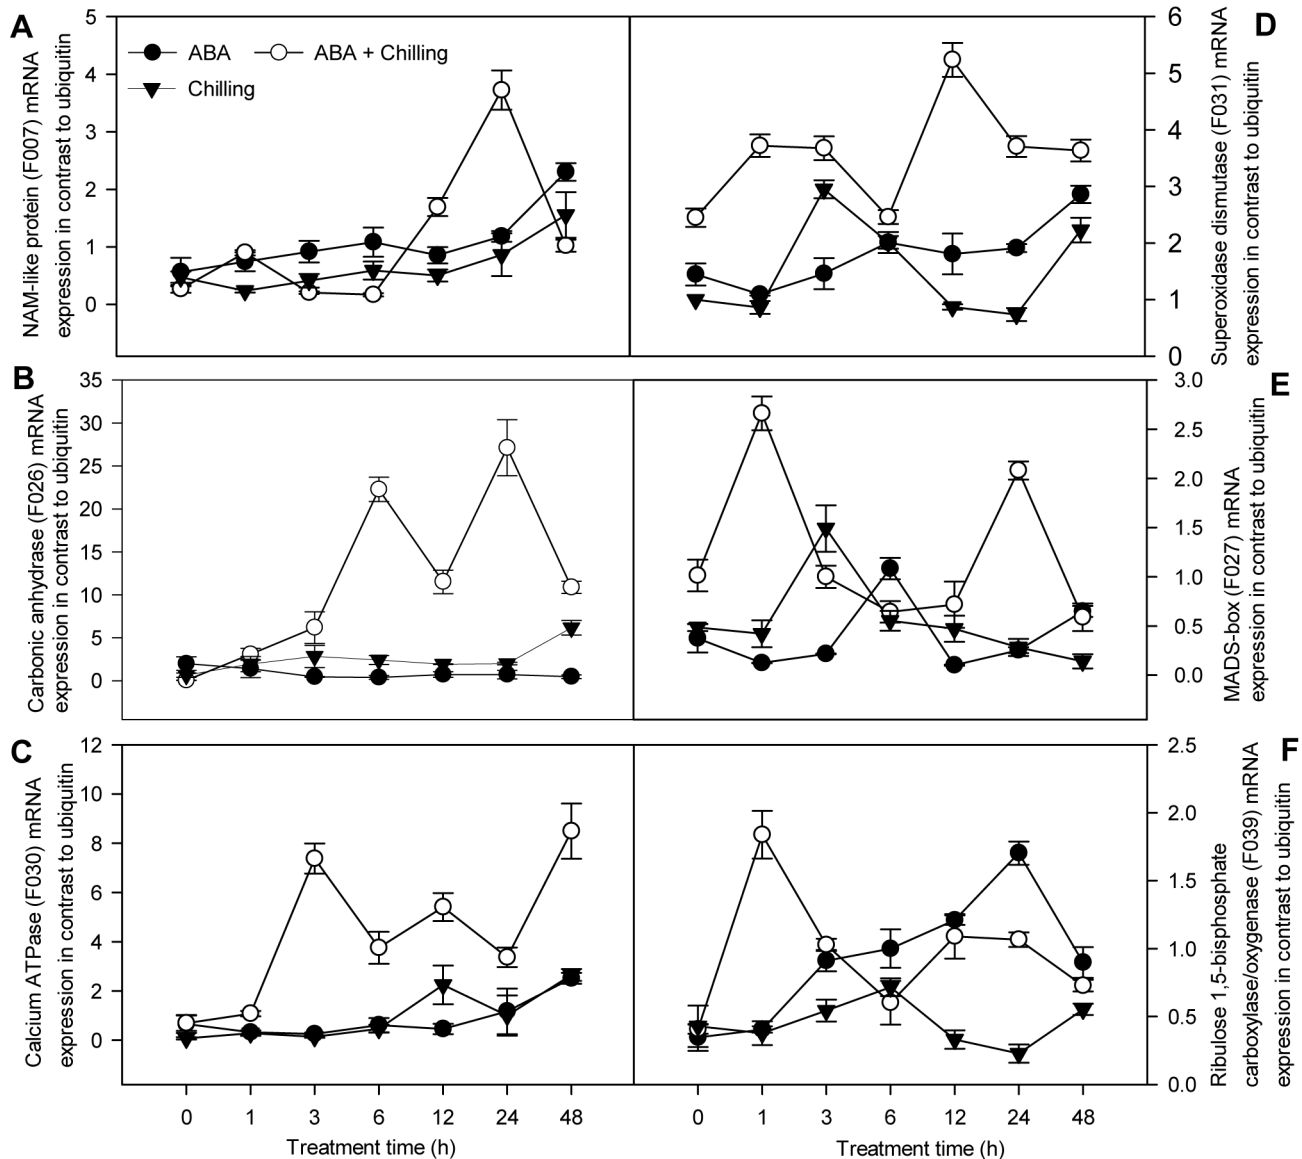 A
NAM-like protein (F007) mRNA
expression in contrast to ubiquitin
5
4
3
2
1
0
ABA
ABA + Chilling
Chilling
D
Superoxidase dismutase (F031) mRNA
expression in contrast to ubiquitin
6
5
4
3
2
1
0
B
Carbonic anhydrase (F026) mRNA
expression in contrast to ubiquitin
35
30
25
20
15
10
5
0
E
MADS-box (F027) mRNA
expression in contrast to ubiquitin
3.0
2.5
2.0
1.5
1.0
0.5
0.0
C
Calcium ATPase (F030) mRNA
expression in contrast to ubiquitin
12
10
8
6
4
2
0
0 1 3 6 12 24 48
Treatment time (h)
F
Ribulose 1,5-bisphosphate
carboxylase/oxygenase (F039) mRNA
expression in contrast to ubiquitin
2.5
2.0
1.5
1.0
0.5
0.0
0 1 3 6 12 24 48
Treatment time (h)